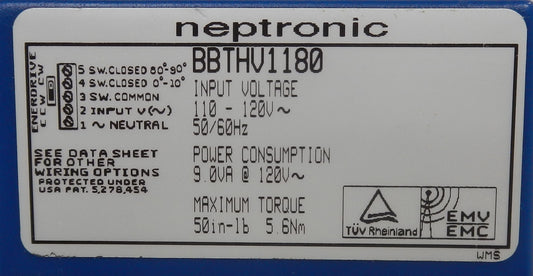 neptronic
BBTHV1180
INPUT VOLTAGE
110 - 120V ~
50/60Hz
POWER CONSUMPTION
9.0VA @ 120V ~
MAXIMUM TORQUE
50in-lb 5.6Nm
ENERDRIVE
CCW CW
5 SW.CLOSED 80°-90°
4 SW.CLOSED 0°-10°
3 SW. COMMON
2 INPUT V(~)
1 ~ NEUTRAL
SEE DATA SHEET
FOR OTHER
WIRING OPTIONS
PROTECTED UNDER
USA PAT. 5,278,454
TÜV Rheinland
EMV
EMC
WMS